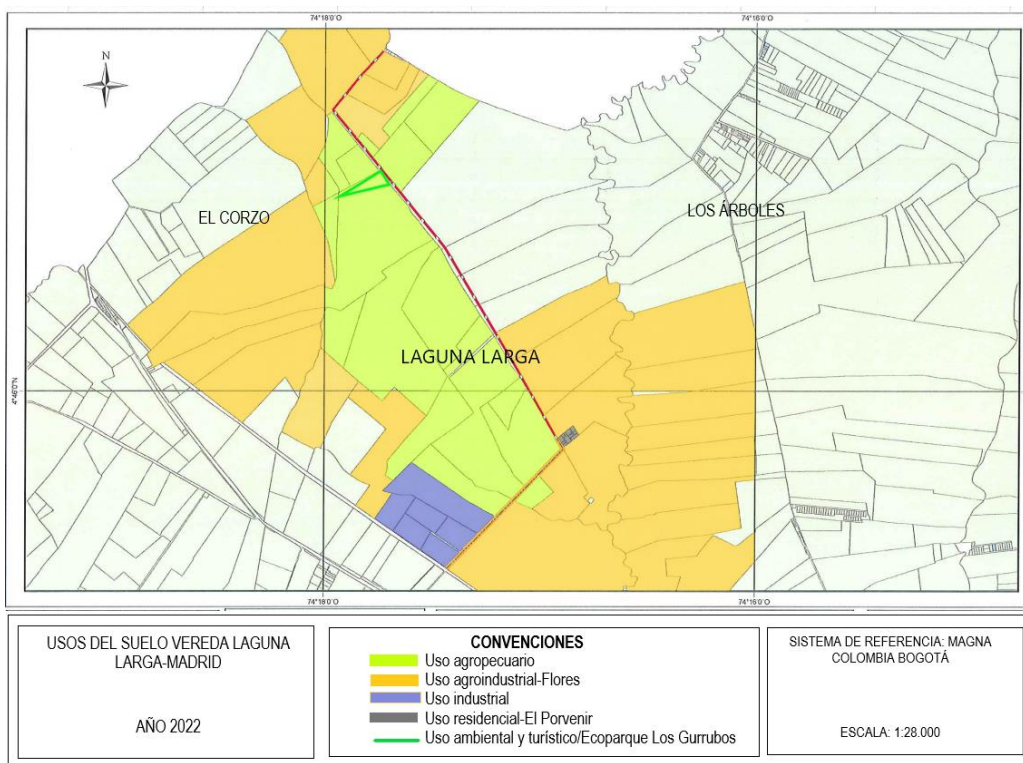 74°18'0"O
74°16'0"O
N
EL CORZO
LOS ÁRBOLES
LAGUNA LARGA
4°46'0"N
74°18'0"O
74°16'0"O
USOS DEL SUELO VEREDA LAGUNA
LARGA-MADRID
AÑO 2022
CONVENCIONES
Uso agropecuario
Uso agroindustrial-Flores
Uso industrial
Uso residencial-El Porvenir
Uso ambiental y turístico/Ecoparque Los Gurrubos
SISTEMA DE REFERENCIA: MAGNA
COLOMBIA BOGOTÁ
ESCALA: 1:28.000